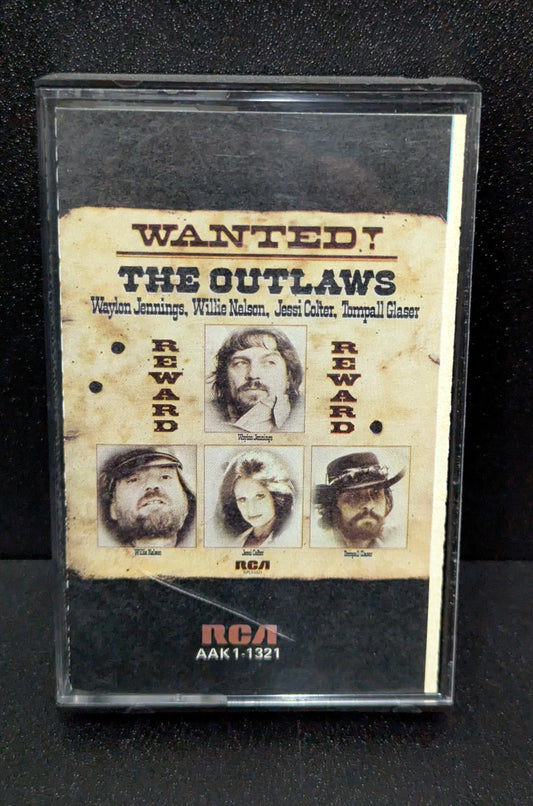 WANTED!
THE OUTLAWS
Waylon Jennings, Willie Nelson, Jessi Colter, Tompall Glaser
REWARD
REWARD
Waylon Jennings
Willie Nelson
Jessi Colter
Tompall Glaser
RCA
RCA
AAK1-1321